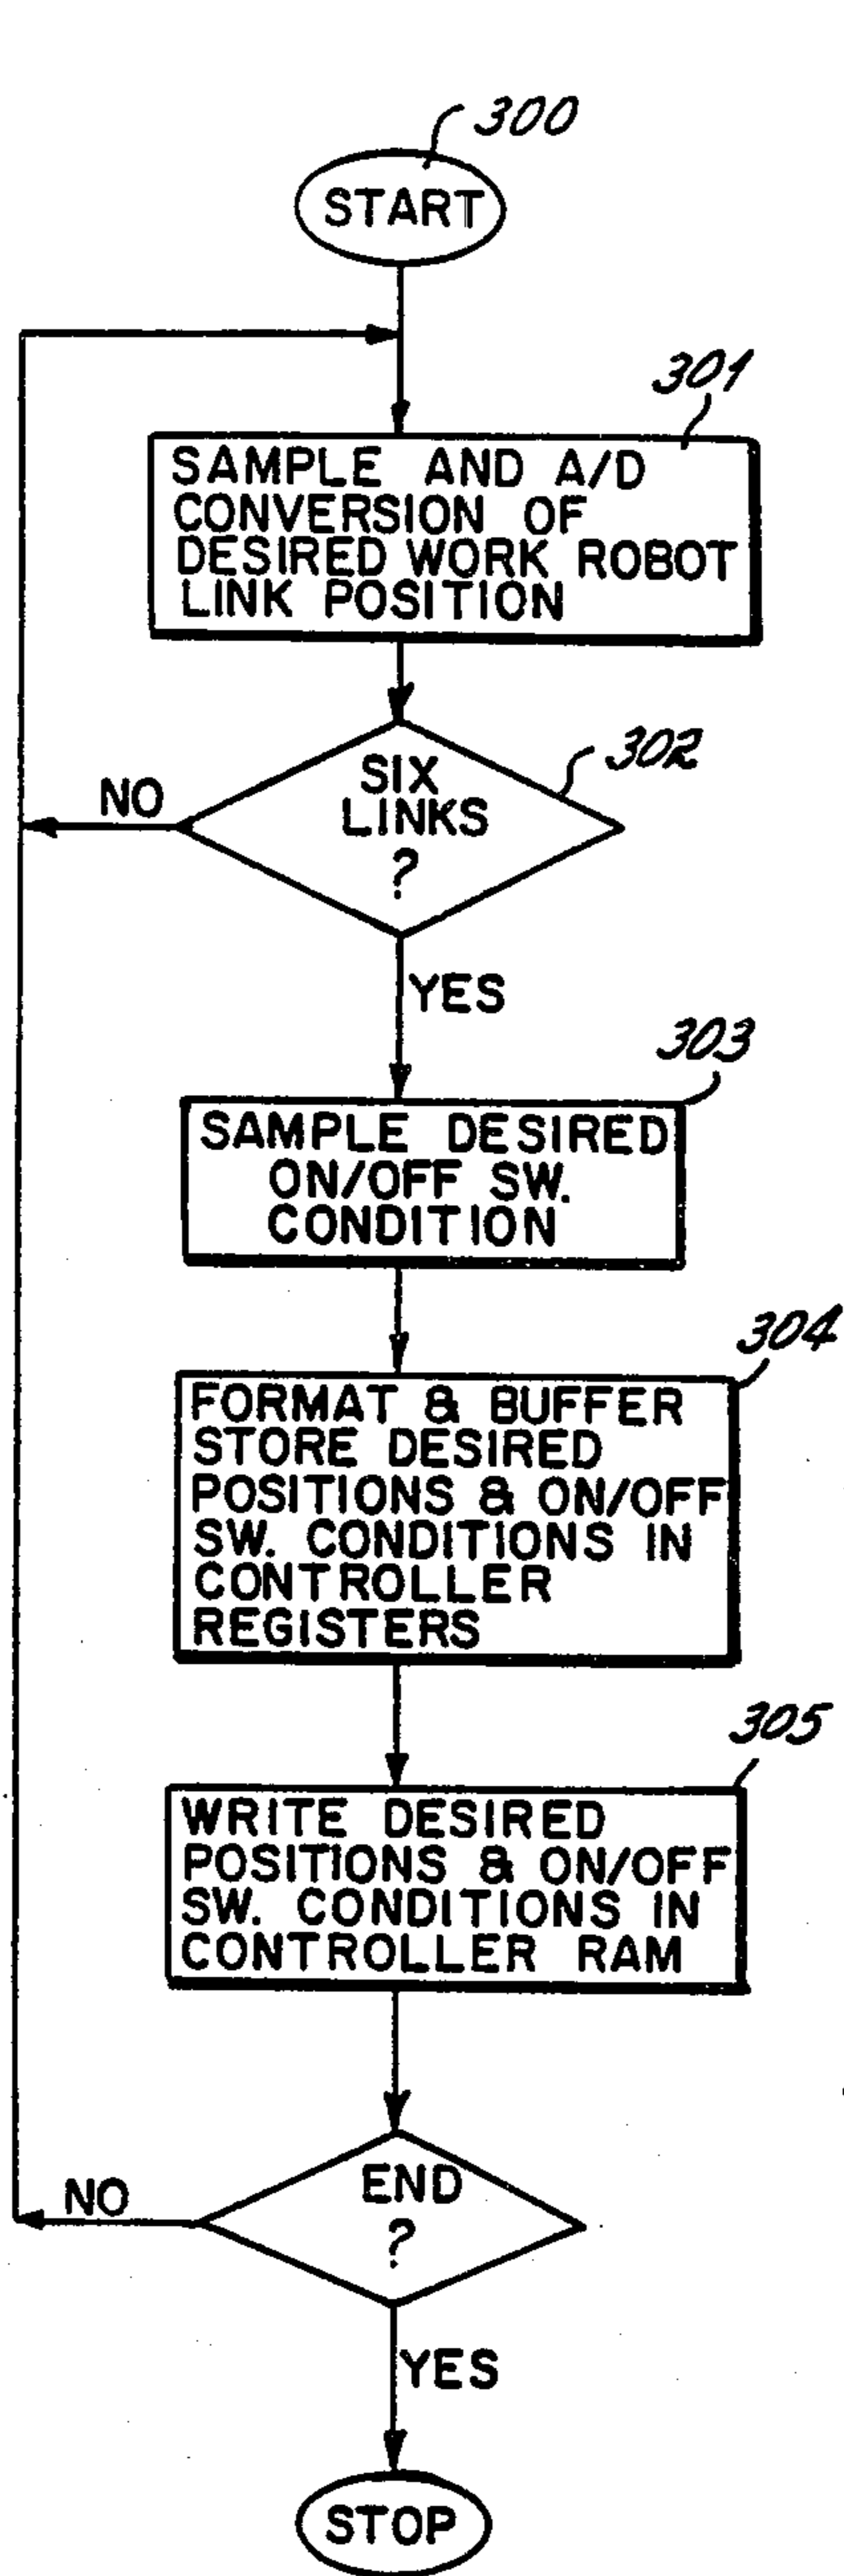 300
START
301
SAMPLE AND A/D
CONVERSION OF
DESIRED WORK ROBOT
LINK POSITION
302
SIX
LINKS
?
NO
YES
303
SAMPLE DESIRED
ON/OFF SW.
CONDITION
304
FORMAT & BUFFER
STORE DESIRED
POSITIONS & ON/OFF
SW. CONDITIONS IN
CONTROLLER
REGISTERS
305
WRITE DESIRED
POSITIONS & ON/OFF
SW. CONDITIONS IN
CONTROLLER RAM
END
?
NO
YES
STOP